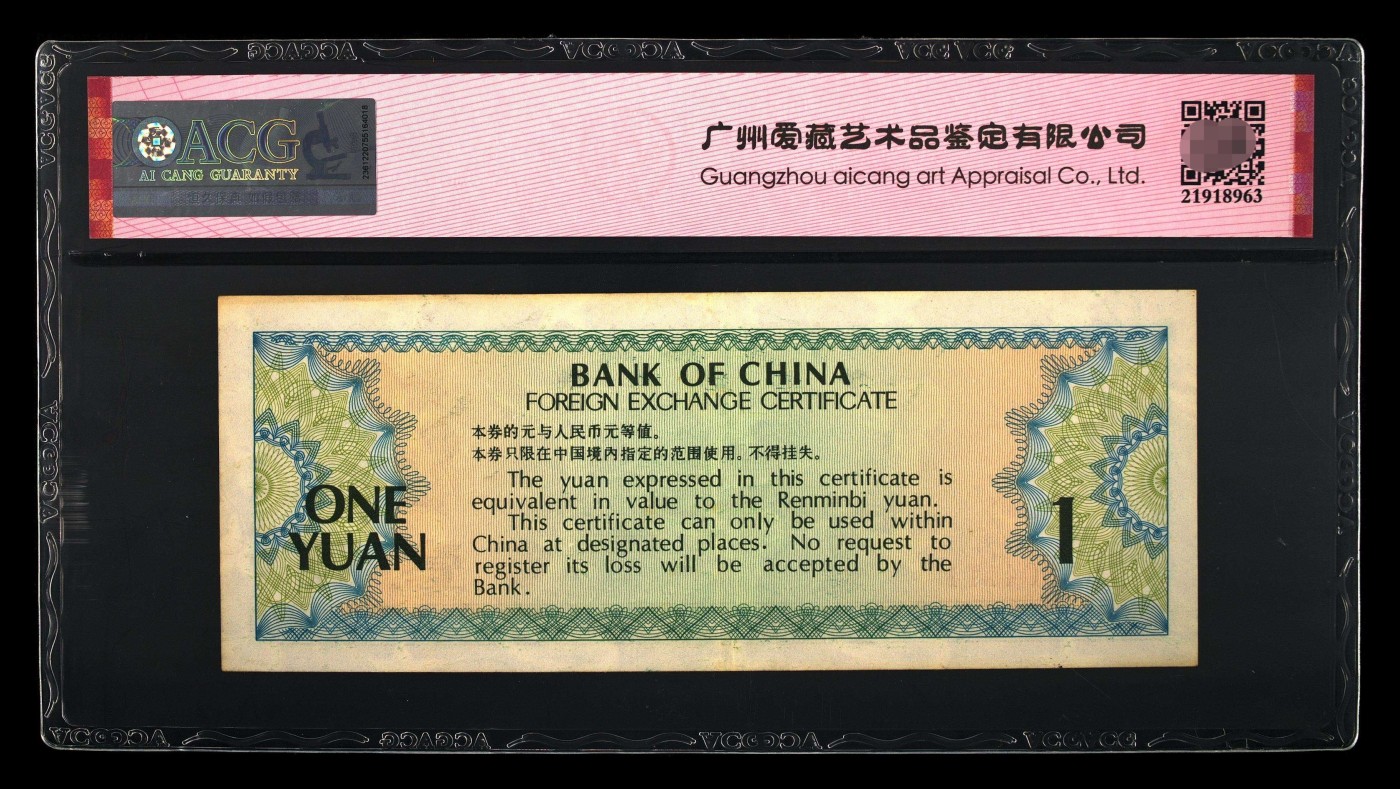 ACG
AI CANG GUARANTY
广州爱藏艺术品鉴定有限公司
Guangzhou aicang art Appraisal Co., Ltd.
21918963
BANK OF CHINA
FOREIGN EXCHANGE CERTIFICATE
本券的元与人民币元等值。
本券只限在中国境内指定的范围使用。不得挂失。
The yuan expressed in this certificate is
equivalent in value to the Renminbi yuan.
This certificate can only be used within
China at designated places. No request to
register its loss will be accepted by the
Bank.
ONE
YUAN
1